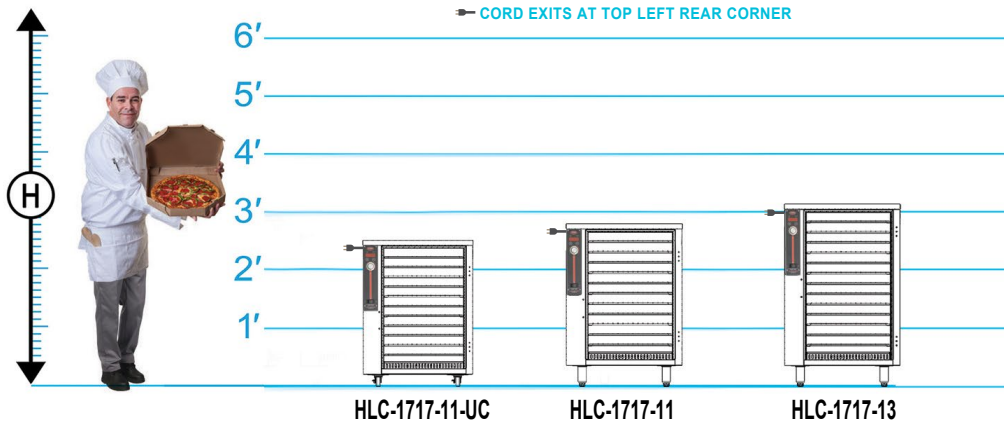 CORD EXITS AT TOP LEFT REAR CORNER
6'
5'
4'
3'
2'
1'
H
HLC-1717-11-UC
HLC-1717-11
HLC-1717-13